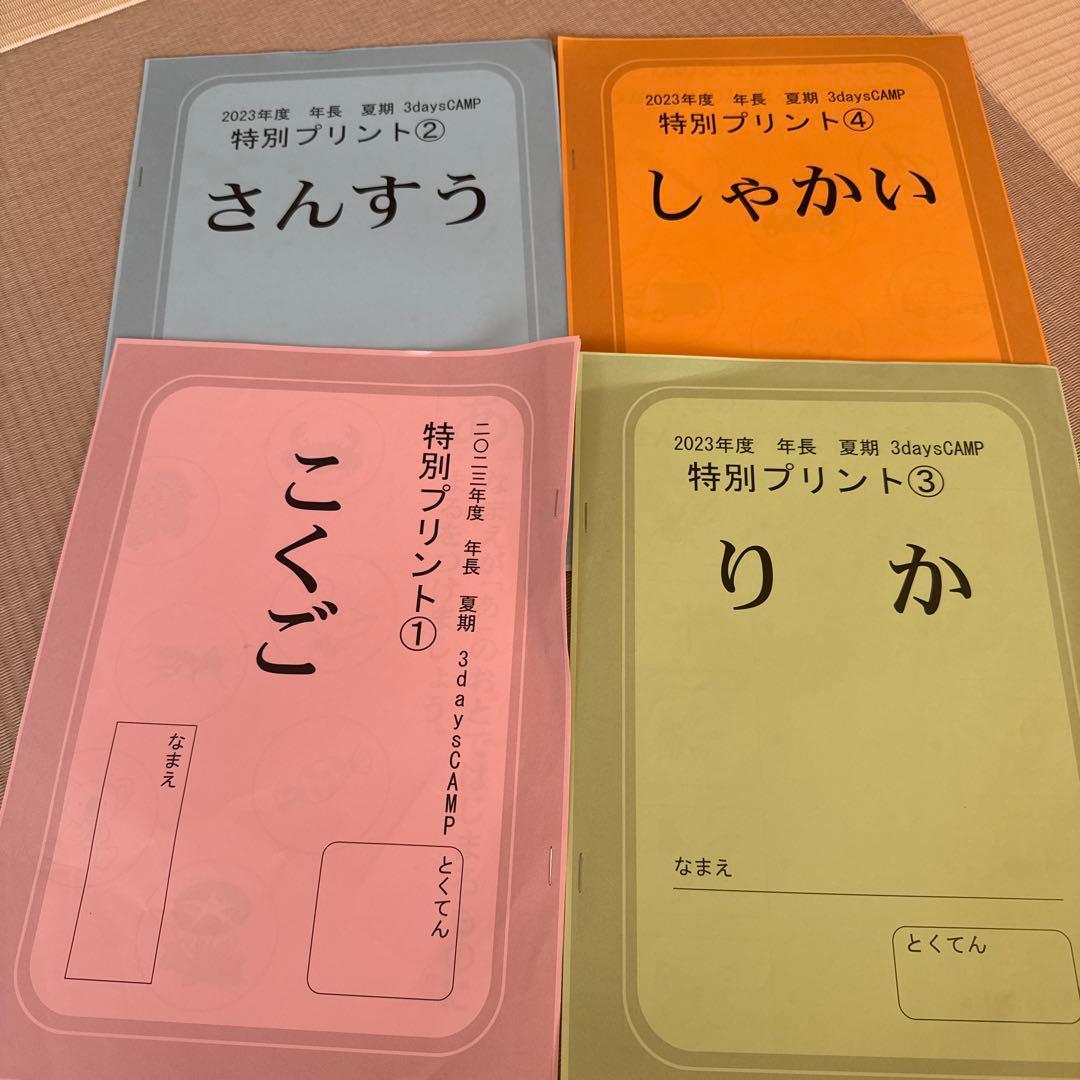 2023年度　年長　夏期 3daysCAMP
特別プリント②
さんすう
2023年度　年長　夏期 3daysCAMP
特別プリント④
しゃかい
二〇二三年度　年長　夏期　3daysCAMP
特別プリント①
こくご
なまえ
とくてん
2023年度　年長　夏期 3daysCAMP
特別プリント③
りか
なまえ
とくてん